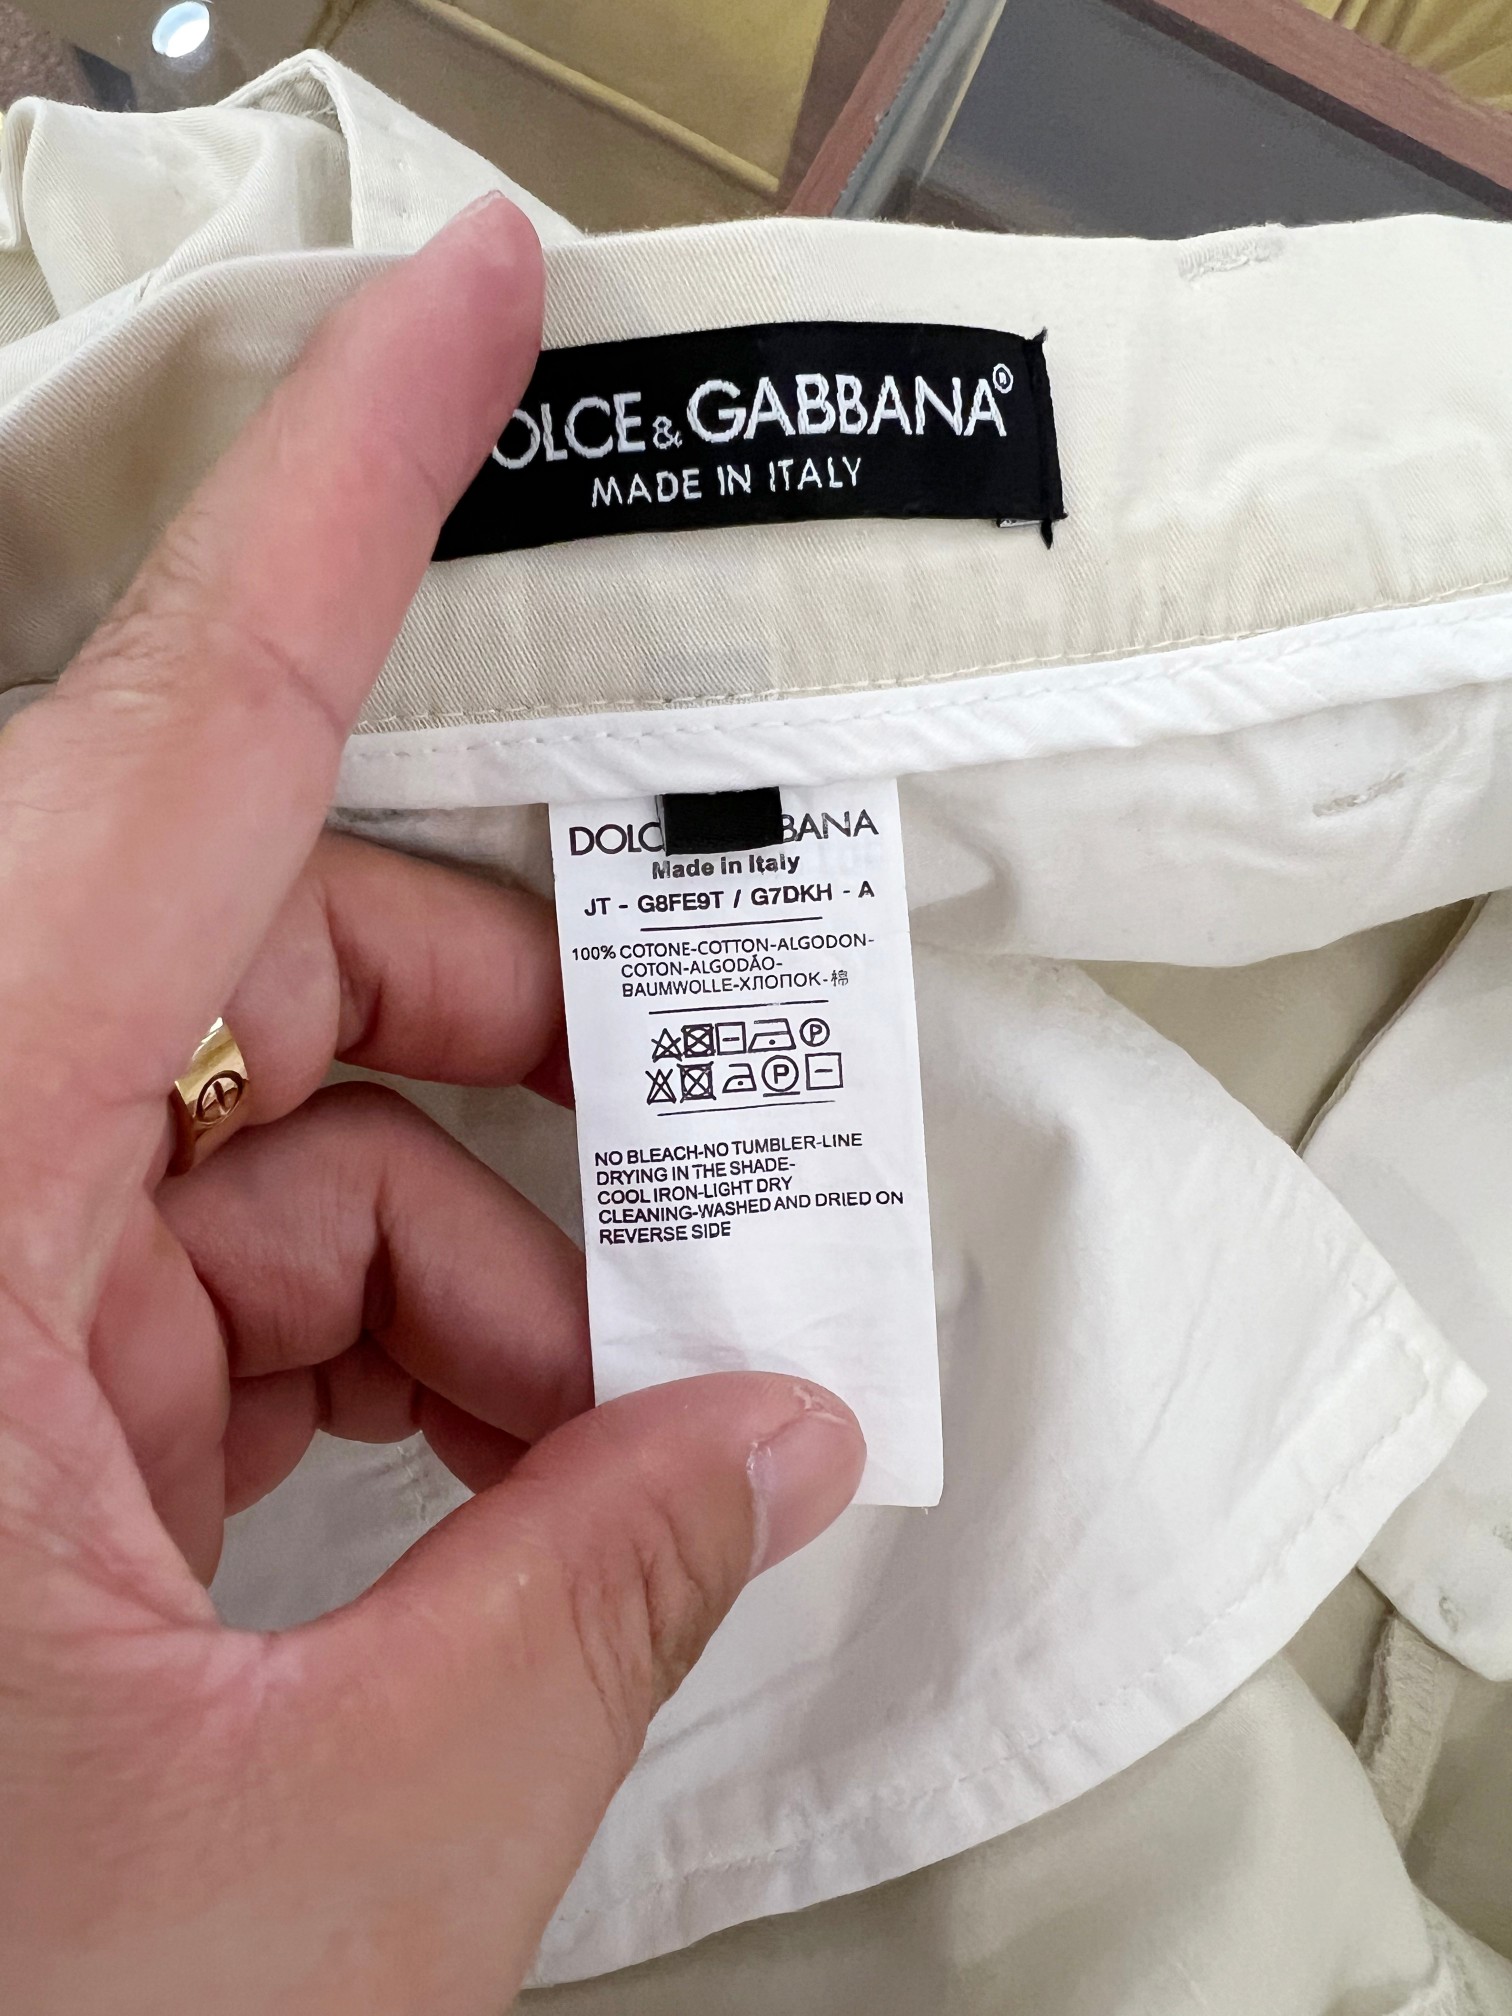 OLCE & GABBANA®
MADE IN ITALY
DOLC BANA
Made in Italy
JT - G8FE9T / G7DKH - A
100% COTONE-COTTON-ALGODON-
COTON-ALGODÃO-
BAUMWOLLE-ХЛОПОК-棉
P
P
NO BLEACH-NO TUMBLER-LINE
DRYING IN THE SHADE-
COOL IRON-LIGHT DRY
CLEANING-WASHED AND DRIED ON
REVERSE SIDE